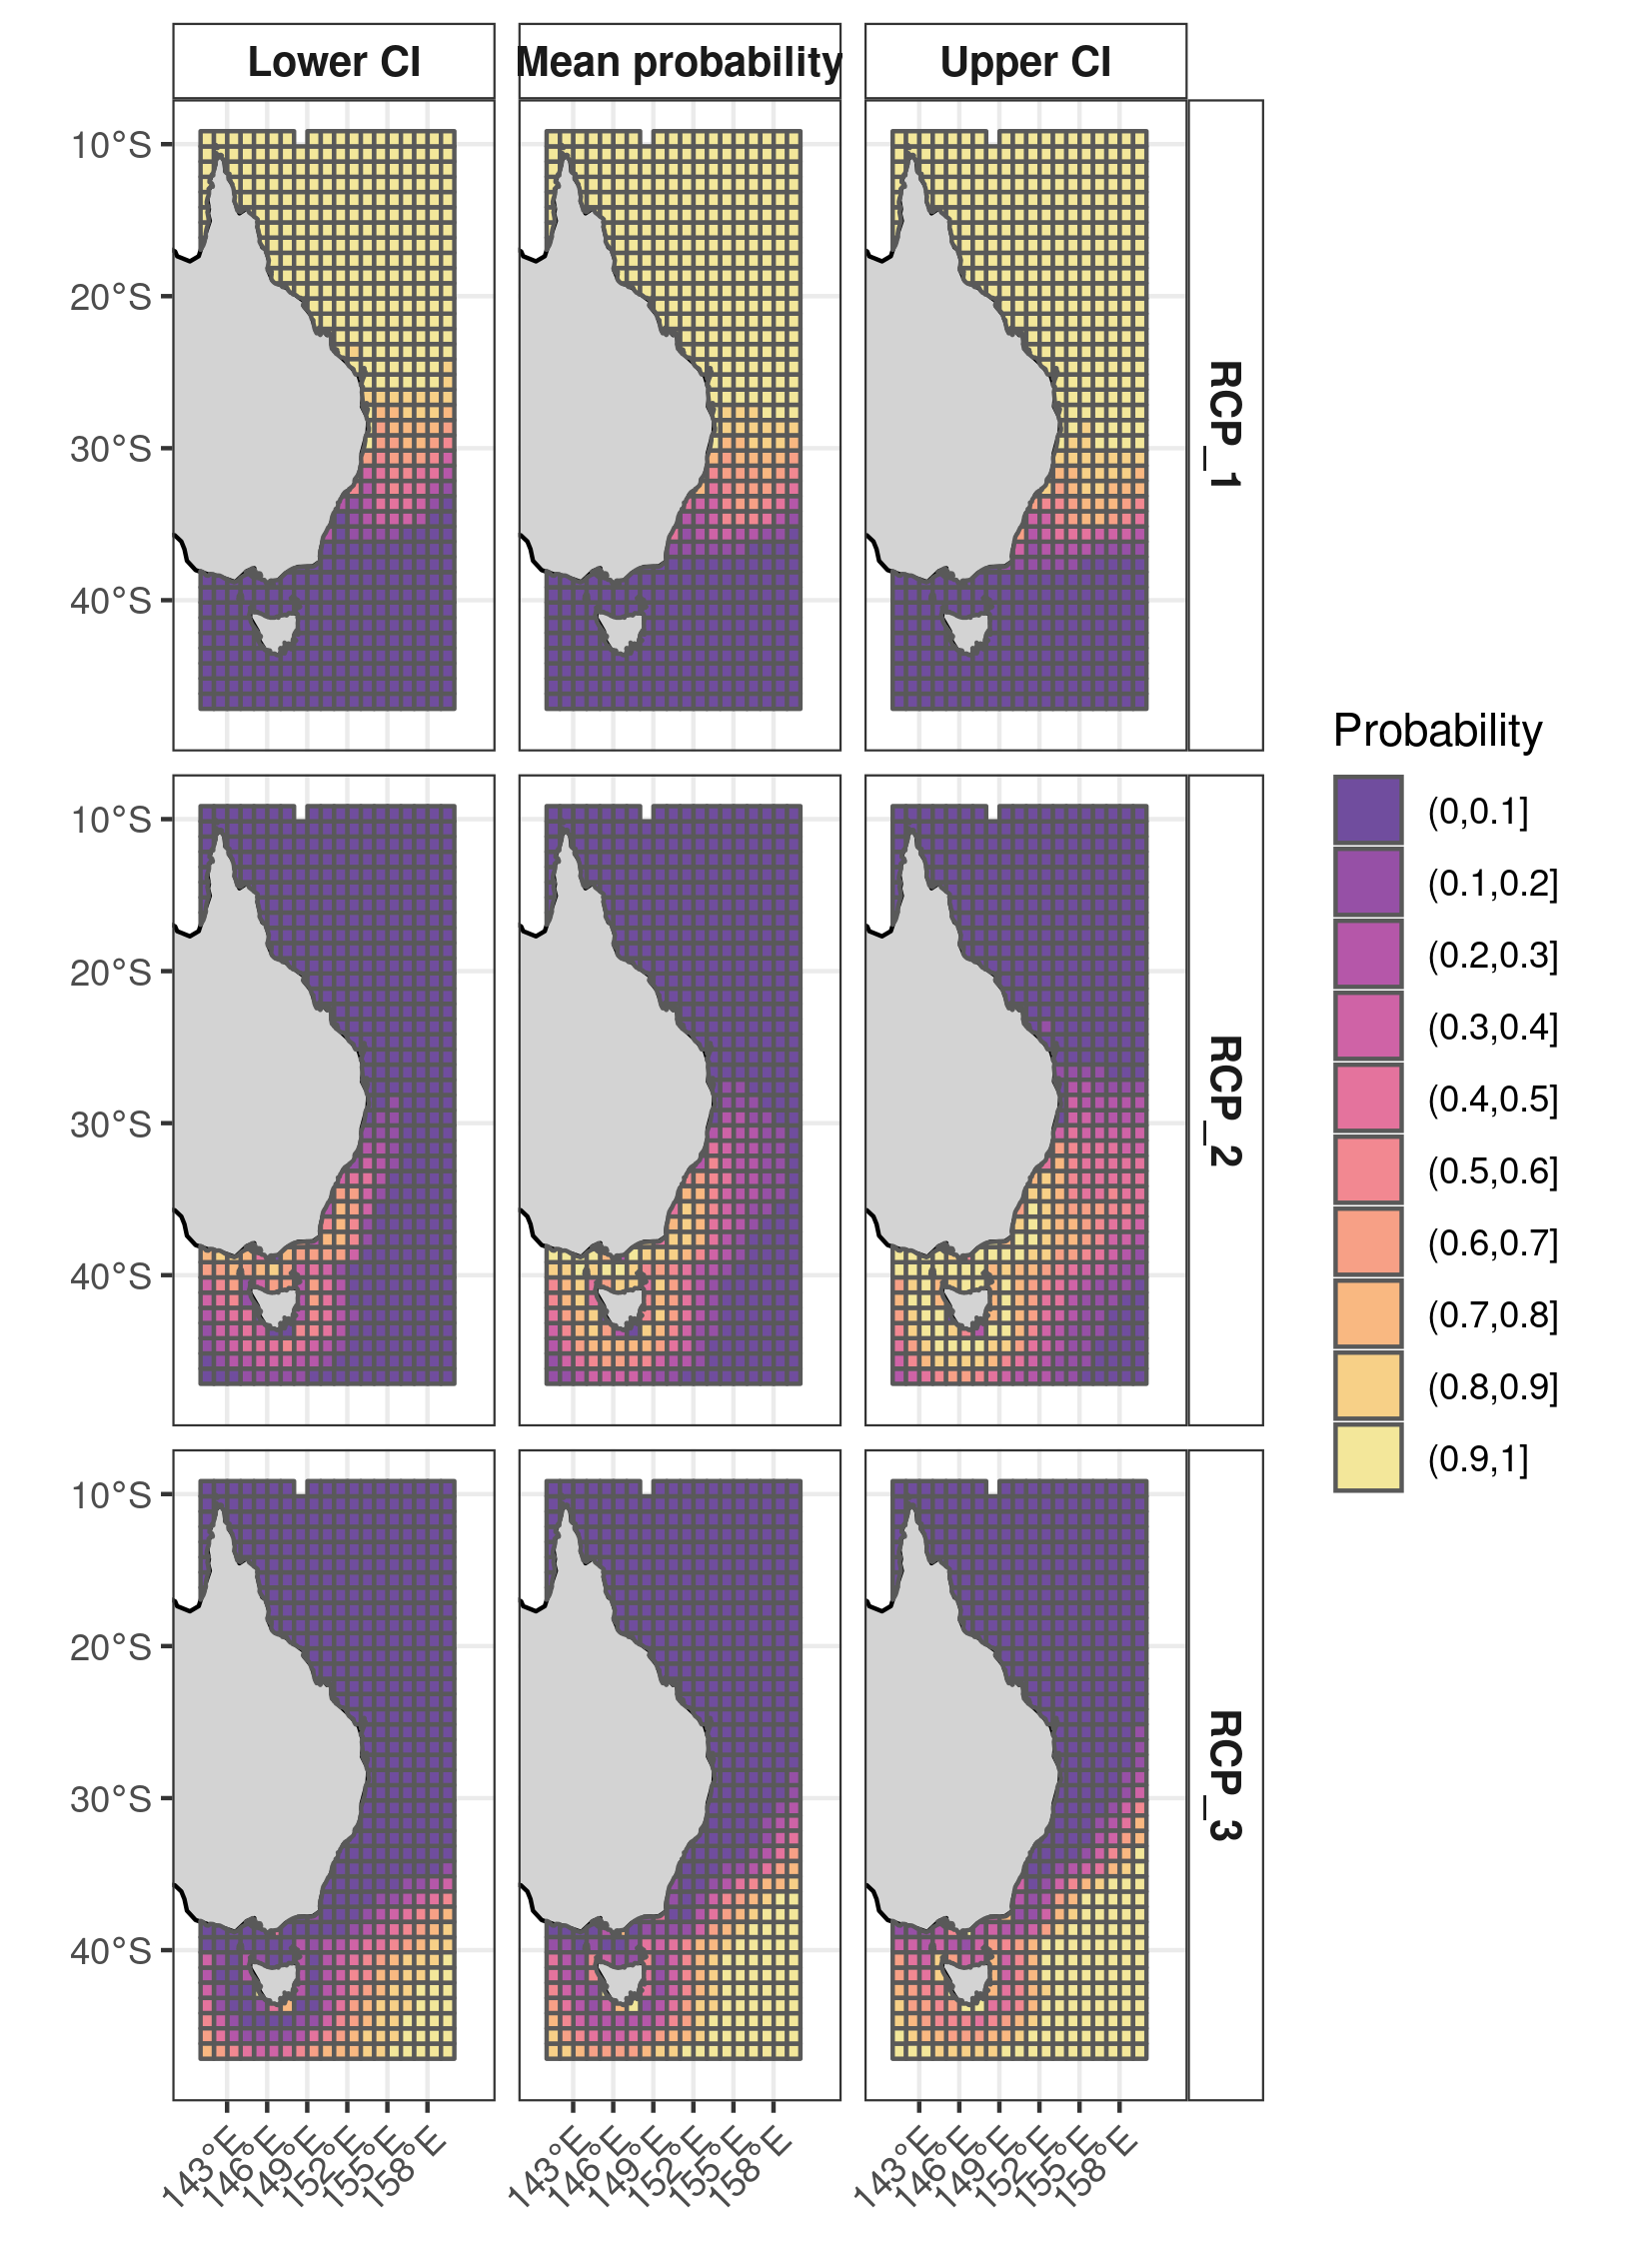 Lower CI
Mean probability
Upper CI
10°S
20°S
30°S
40°S
RCP_1
10°S
20°S
30°S
40°S
RCP_2
10°S
20°S
30°S
40°S
RCP_3
143°E
146°E
149°E
152°E
155°E
158°E
143°E
146°E
149°E
152°E
155°E
158°E
143°E
146°E
149°E
152°E
155°E
158°E
Probability
(0,0.1]
(0.1,0.2]
(0.2,0.3]
(0.3,0.4]
(0.4,0.5]
(0.5,0.6]
(0.6,0.7]
(0.7,0.8]
(0.8,0.9]
(0.9,1]